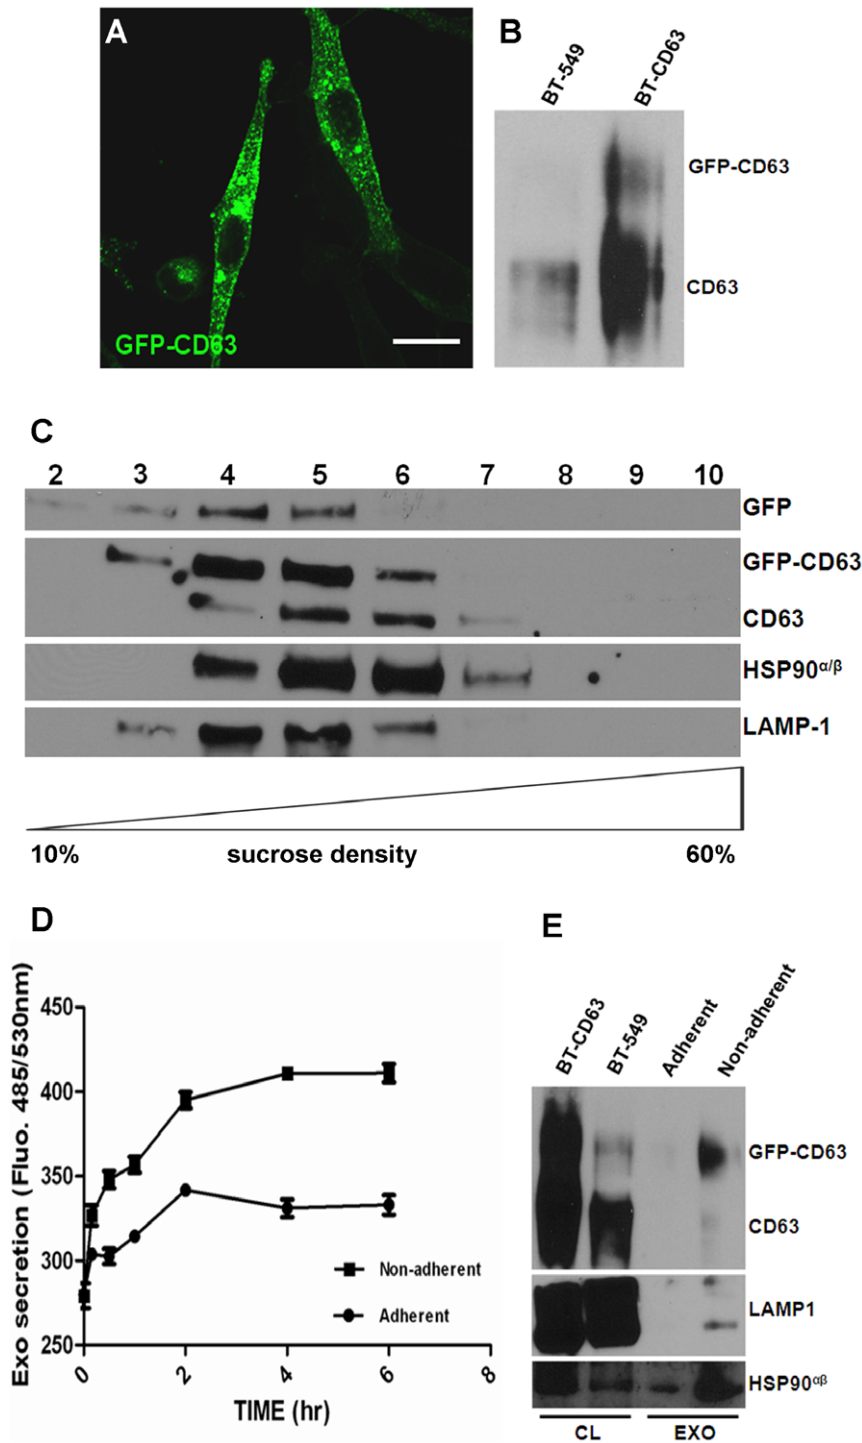 A
GFP-CD63
B
BT-549
BT-CD63
GFP-CD63
CD63
C
2 3 4 5 6 7 8 9 10
GFP
GFP-CD63
CD63
HSP90α/β
LAMP-1
10% sucrose density 60%
D
Exo secretion (Fluo. 485/530nm)
450
400
350
300
250
0 2 4 6 8
TIME (hr)
Non-adherent
Adherent
E
BT-CD63
BT-549
Adherent
Non-adherent
GFP-CD63
CD63
LAMP1
HSP90αβ
CL EXO